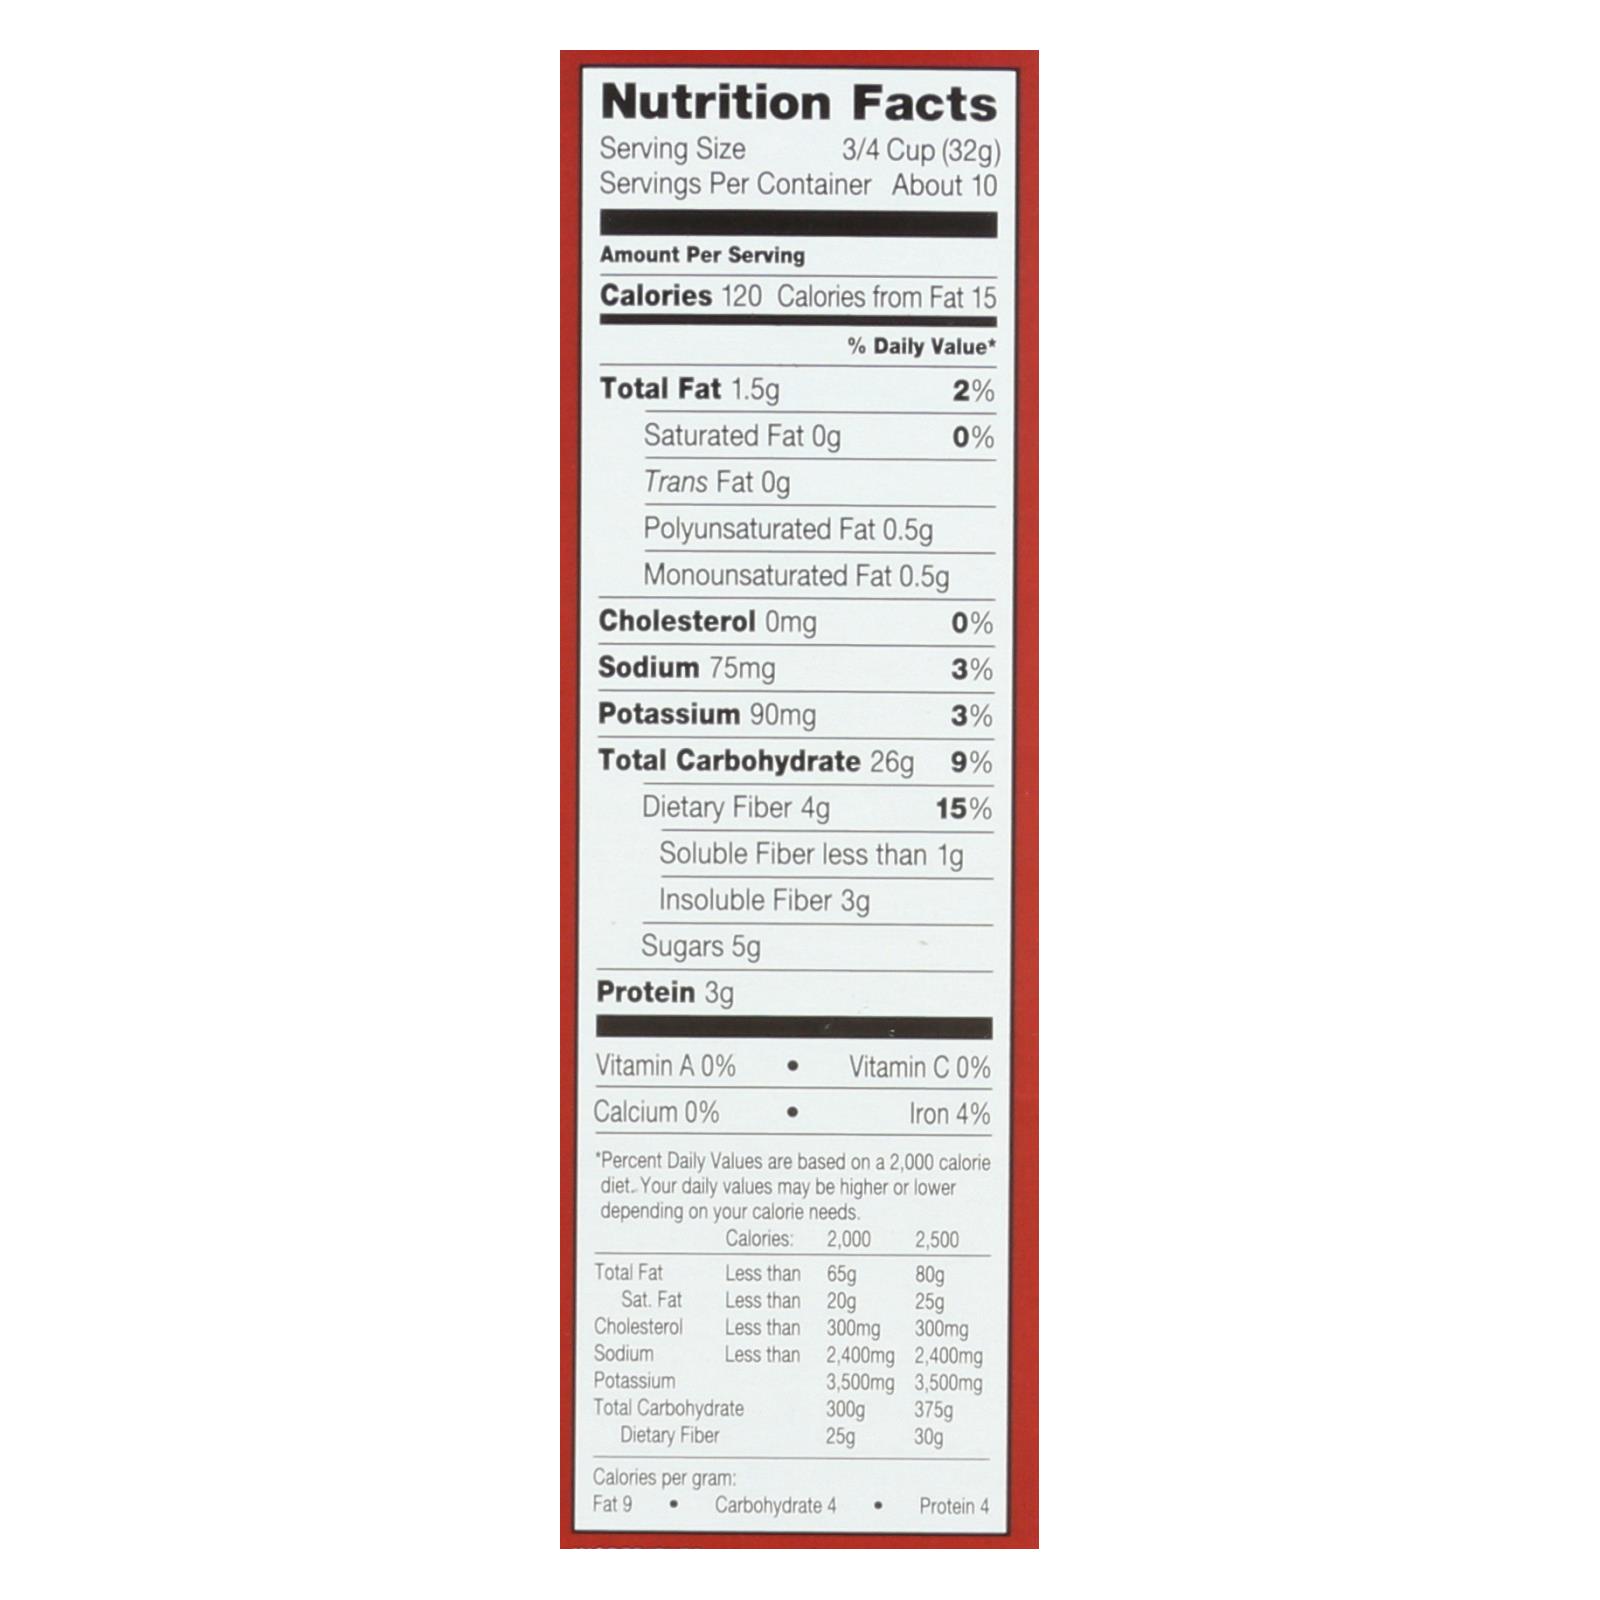 Nutrition Facts
Serving Size 3/4 Cup (32g)
Servings Per Container About 10
Amount Per Serving
Calories 120 Calories from Fat 15
% Daily Value*
Total Fat 1.5g 2%
Saturated Fat 0g 0%
Trans Fat 0g
Polyunsaturated Fat 0.5g
Monounsaturated Fat 0.5g
Cholesterol 0mg 0%
Sodium 75mg 3%
Potassium 90mg 3%
Total Carbohydrate 26g 9%
Dietary Fiber 4g 15%
Soluble Fiber less than 1g
Insoluble Fiber 3g
Sugars 5g
Protein 3g
Vitamin A 0% • Vitamin C 0%
Calcium 0% • Iron 4%
*Percent Daily Values are based on a 2,000 calorie
diet. Your daily values may be higher or lower
depending on your calorie needs.
Calories: 2,000 2,500
Total Fat Less than 65g 80g
Sat. Fat Less than 20g 25g
Cholesterol Less than 300mg 300mg
Sodium Less than 2,400mg 2,400mg
Potassium 3,500mg 3,500mg
Total Carbohydrate 300g 375g
Dietary Fiber 25g 30g
Calories per gram:
Fat 9 • Carbohydrate 4 • Protein 4